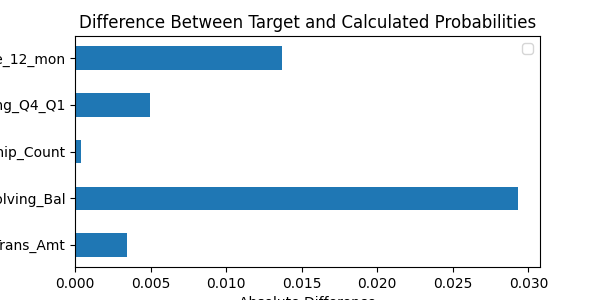 Difference Between Target and Calculated Probabilities
e_12_mon
ng_Q4_Q1
hip_Count
olving_Bal
Trans_Amt
0.000 0.005 0.010 0.015 0.020 0.025 0.030
Absolute Difference